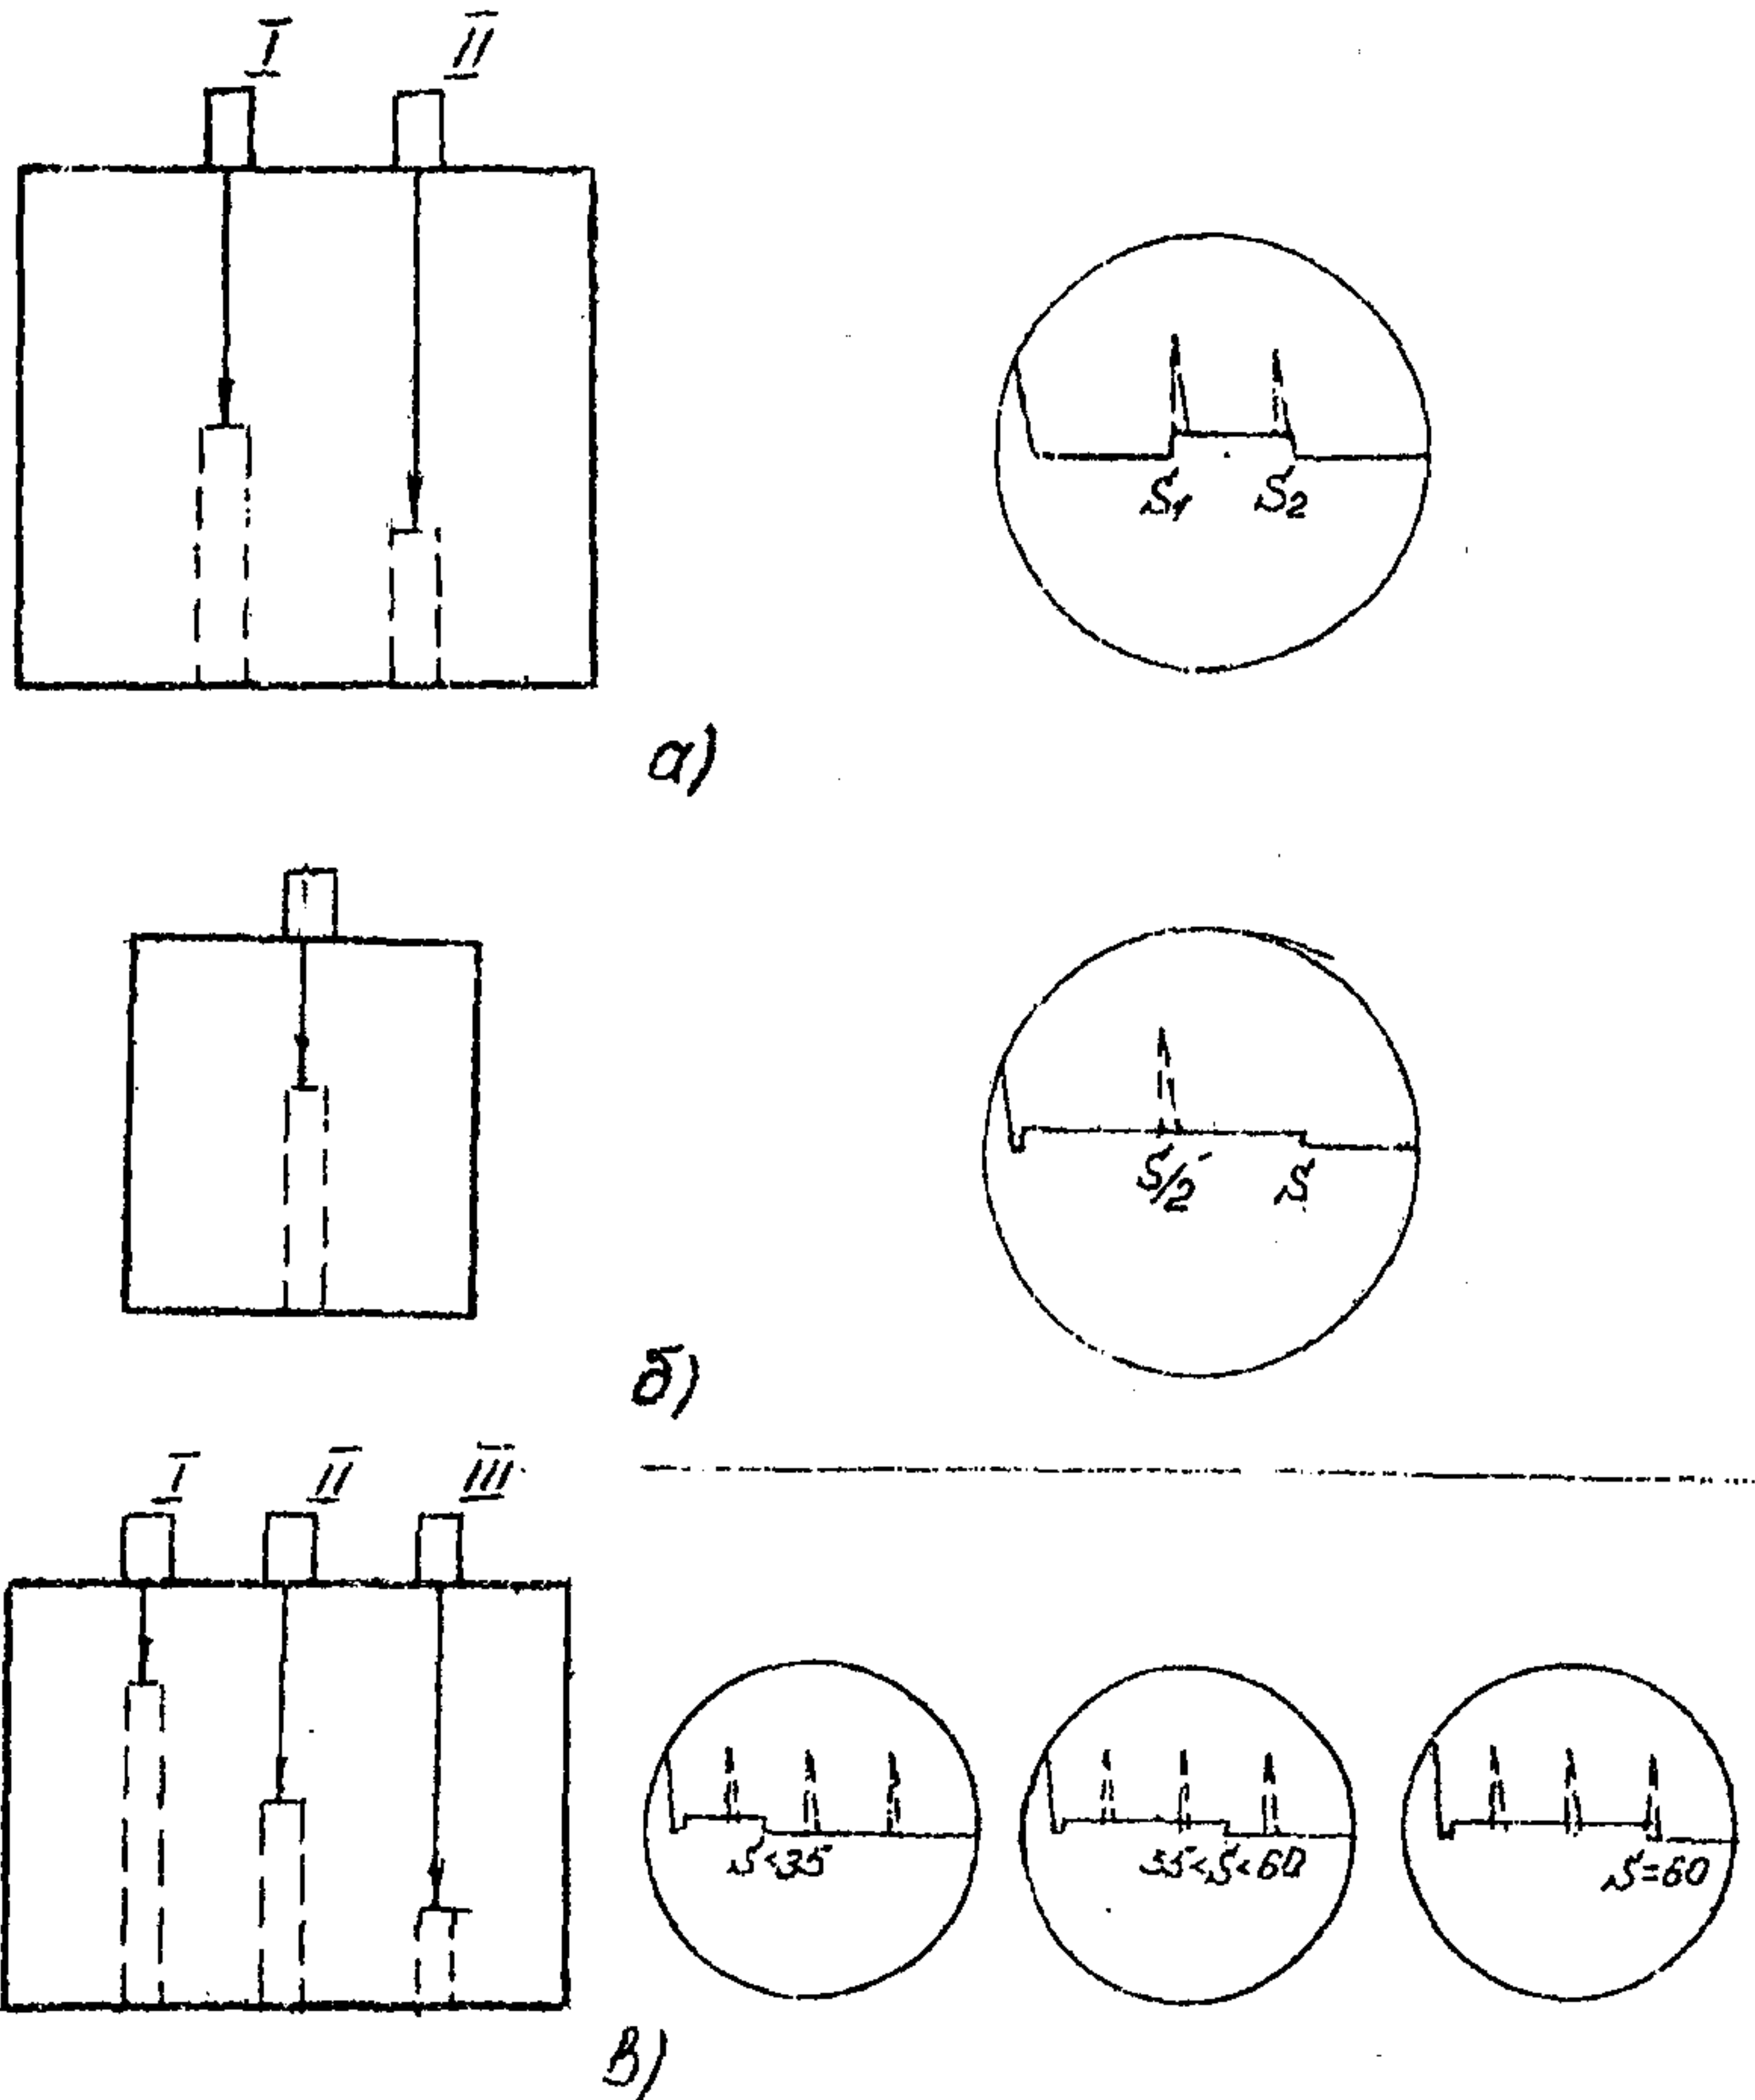 I II
S₁ S₂
а)
S/2 S
б)
I II III
S<35 35<S<60 S=60
в)